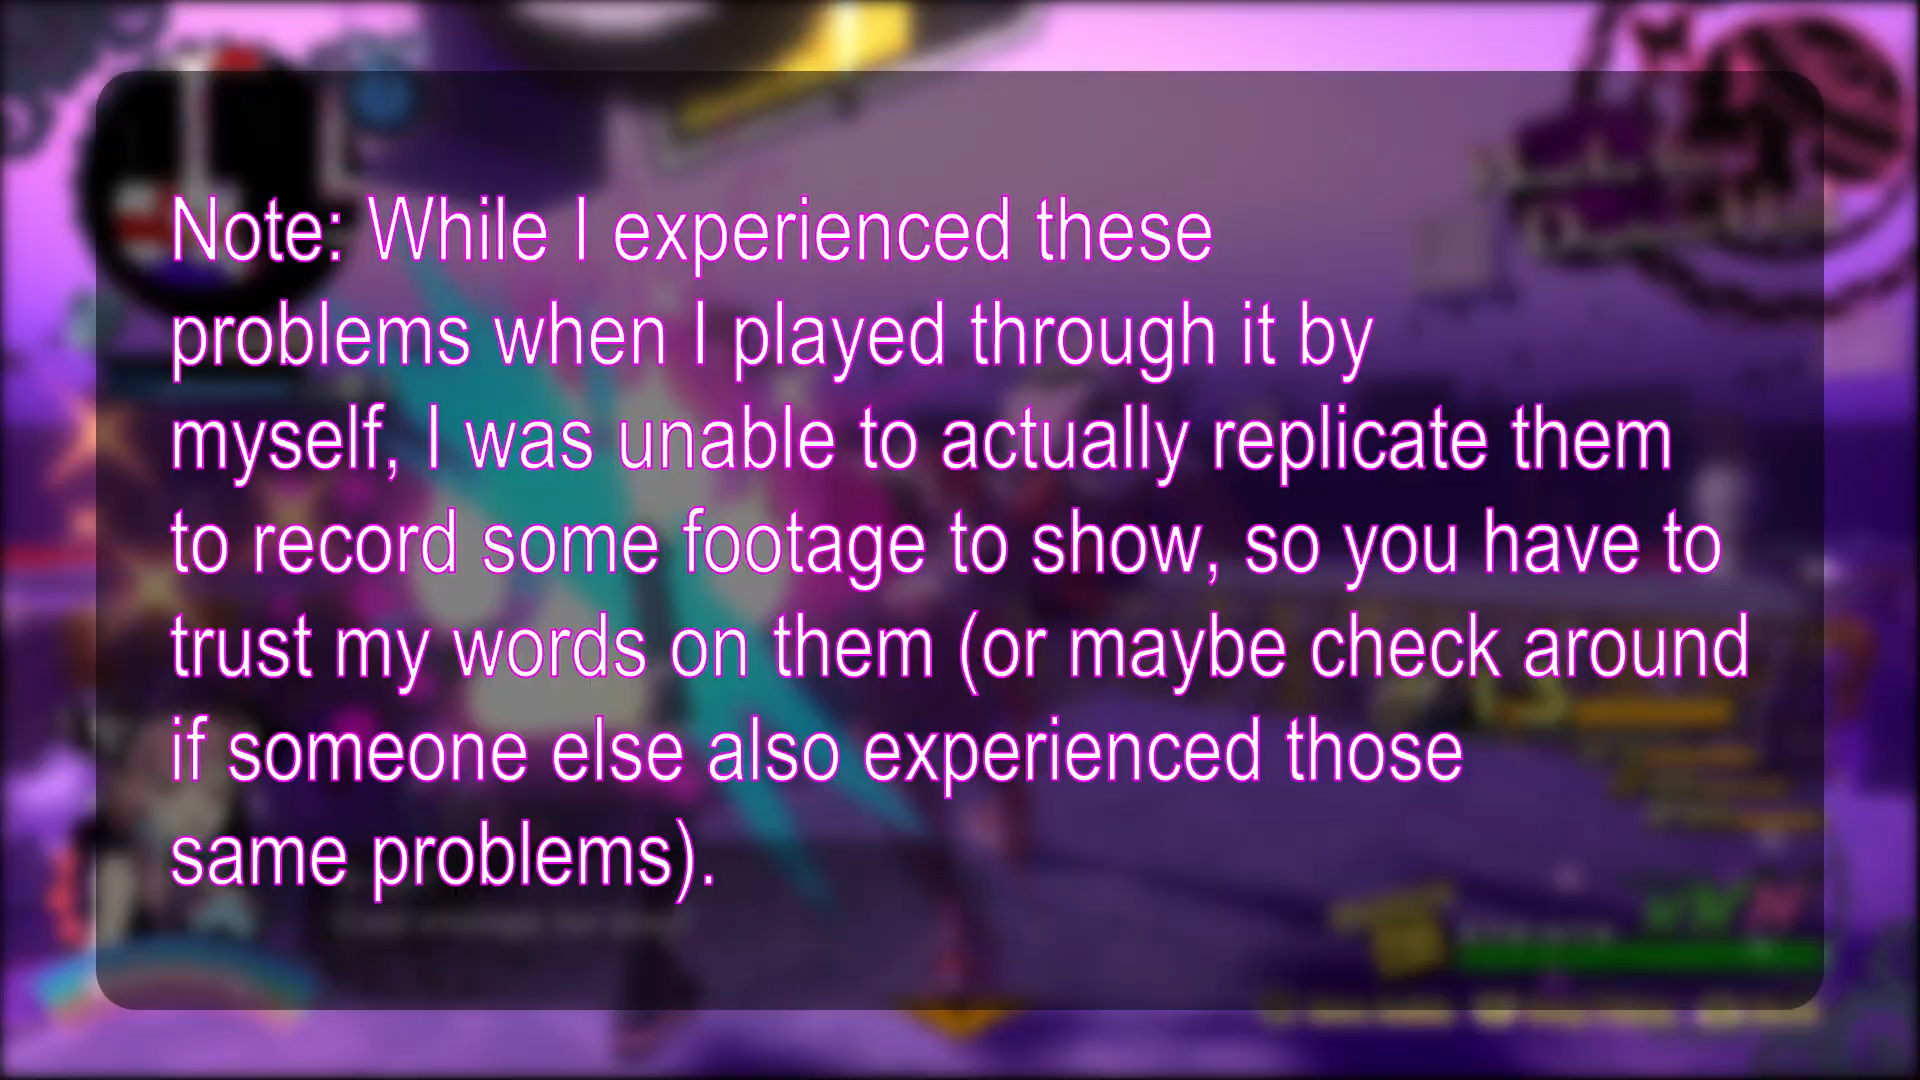 Note: While I experienced these
problems when I played through it by
myself, I was unable to actually replicate them
to record some footage to show, so you have to
trust my words on them (or maybe check around
if someone else also experienced those
same problems).